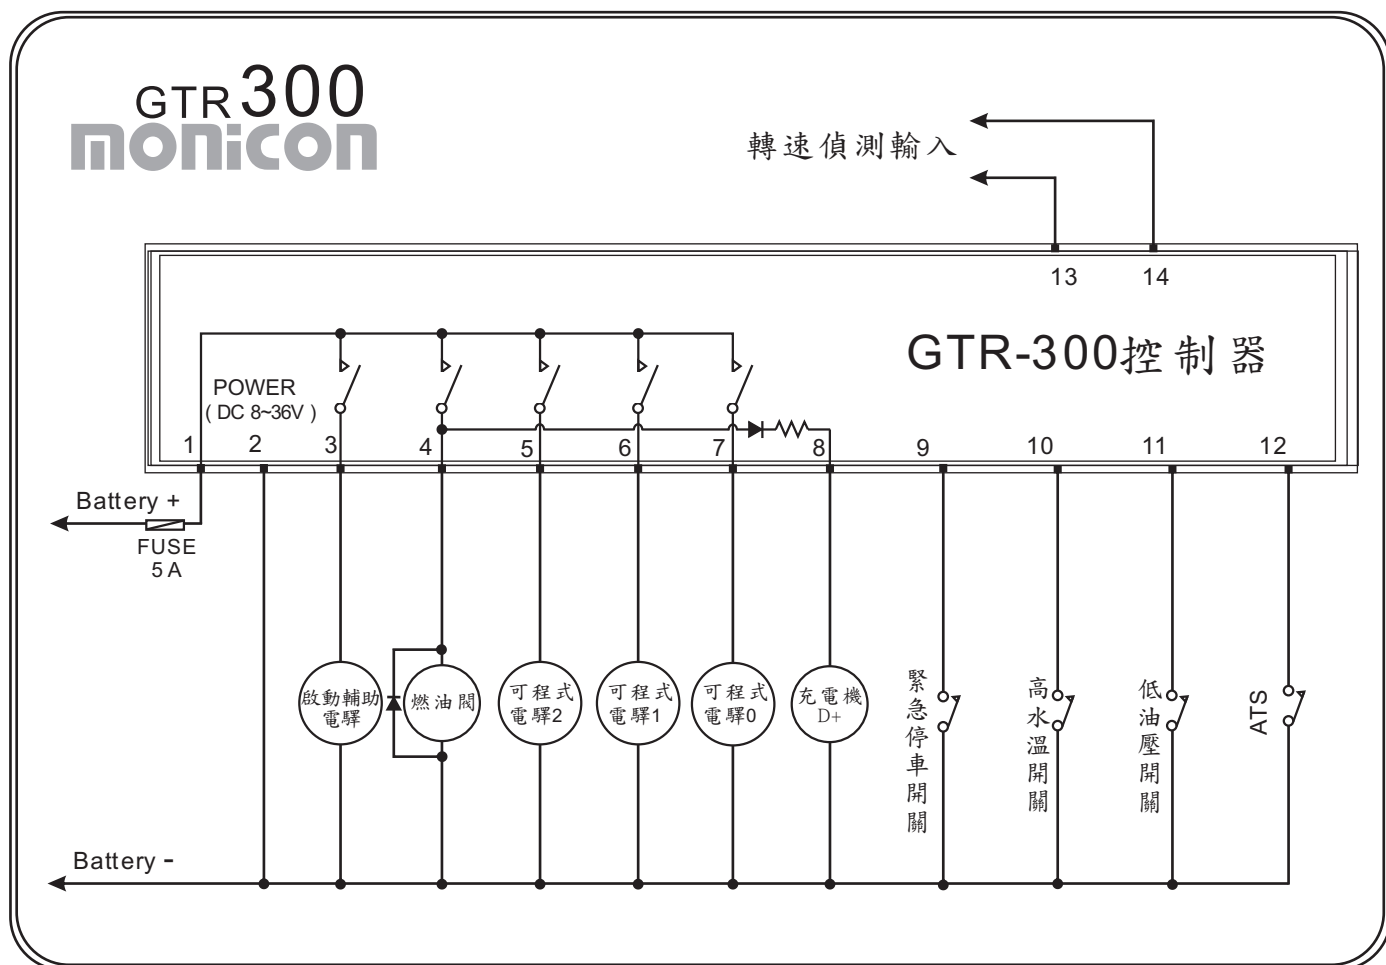 GTR 300
monicon
轉速偵測輸入
13
14
GTR-300控制器
POWER
( DC 8~36V )
1
2
3
4
5
6
7
8
9
10
11
12
Battery +
FUSE
5 A
啟動輔助
電驛
燃油閥
可程式
電驛2
可程式
電驛1
可程式
電驛0
充電機
D+
緊急停車開關
高水溫開關
低油壓開關
ATS
Battery -